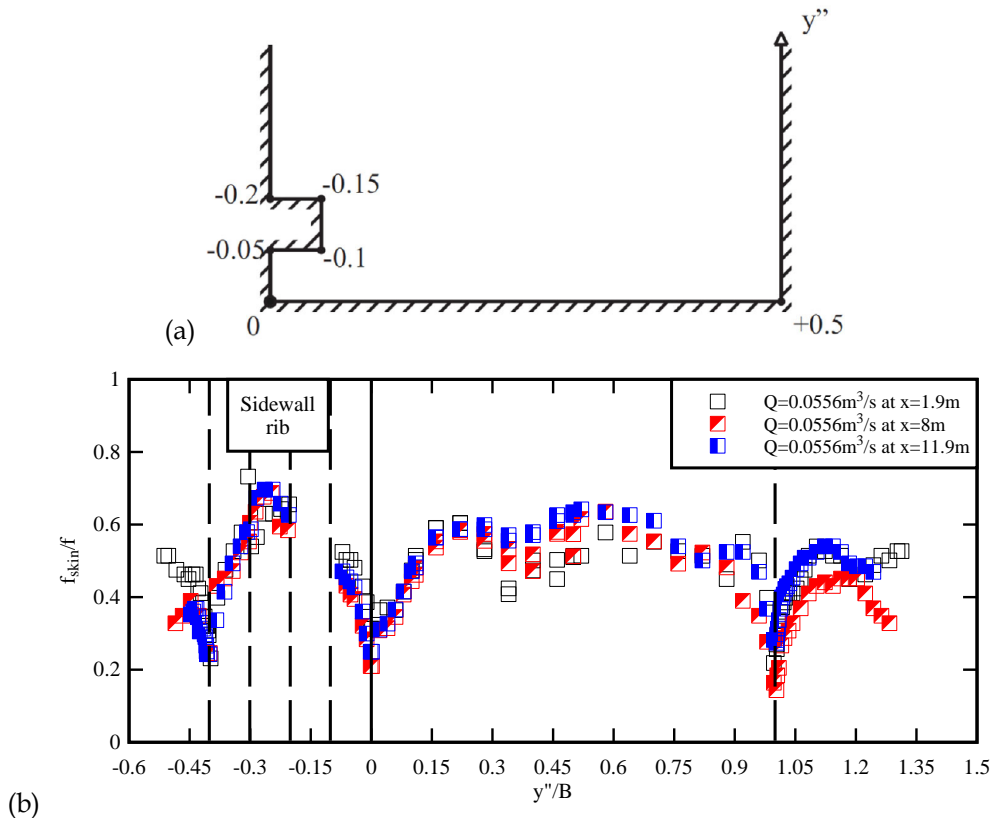 y”
-0.2
-0.15
-0.05
-0.1
0
+0.5
(a)
1
0.8
0.6
0.4
0.2
0
f_skin/f
Sidewall
rib
Q=0.0556m³/s at x=1.9m
Q=0.0556m³/s at x=8m
Q=0.0556m³/s at x=11.9m
-0.6 -0.45 -0.3 -0.15 0 0.15 0.3 0.45 0.6 0.75 0.9 1.05 1.2 1.35 1.5
y"/B
(b)